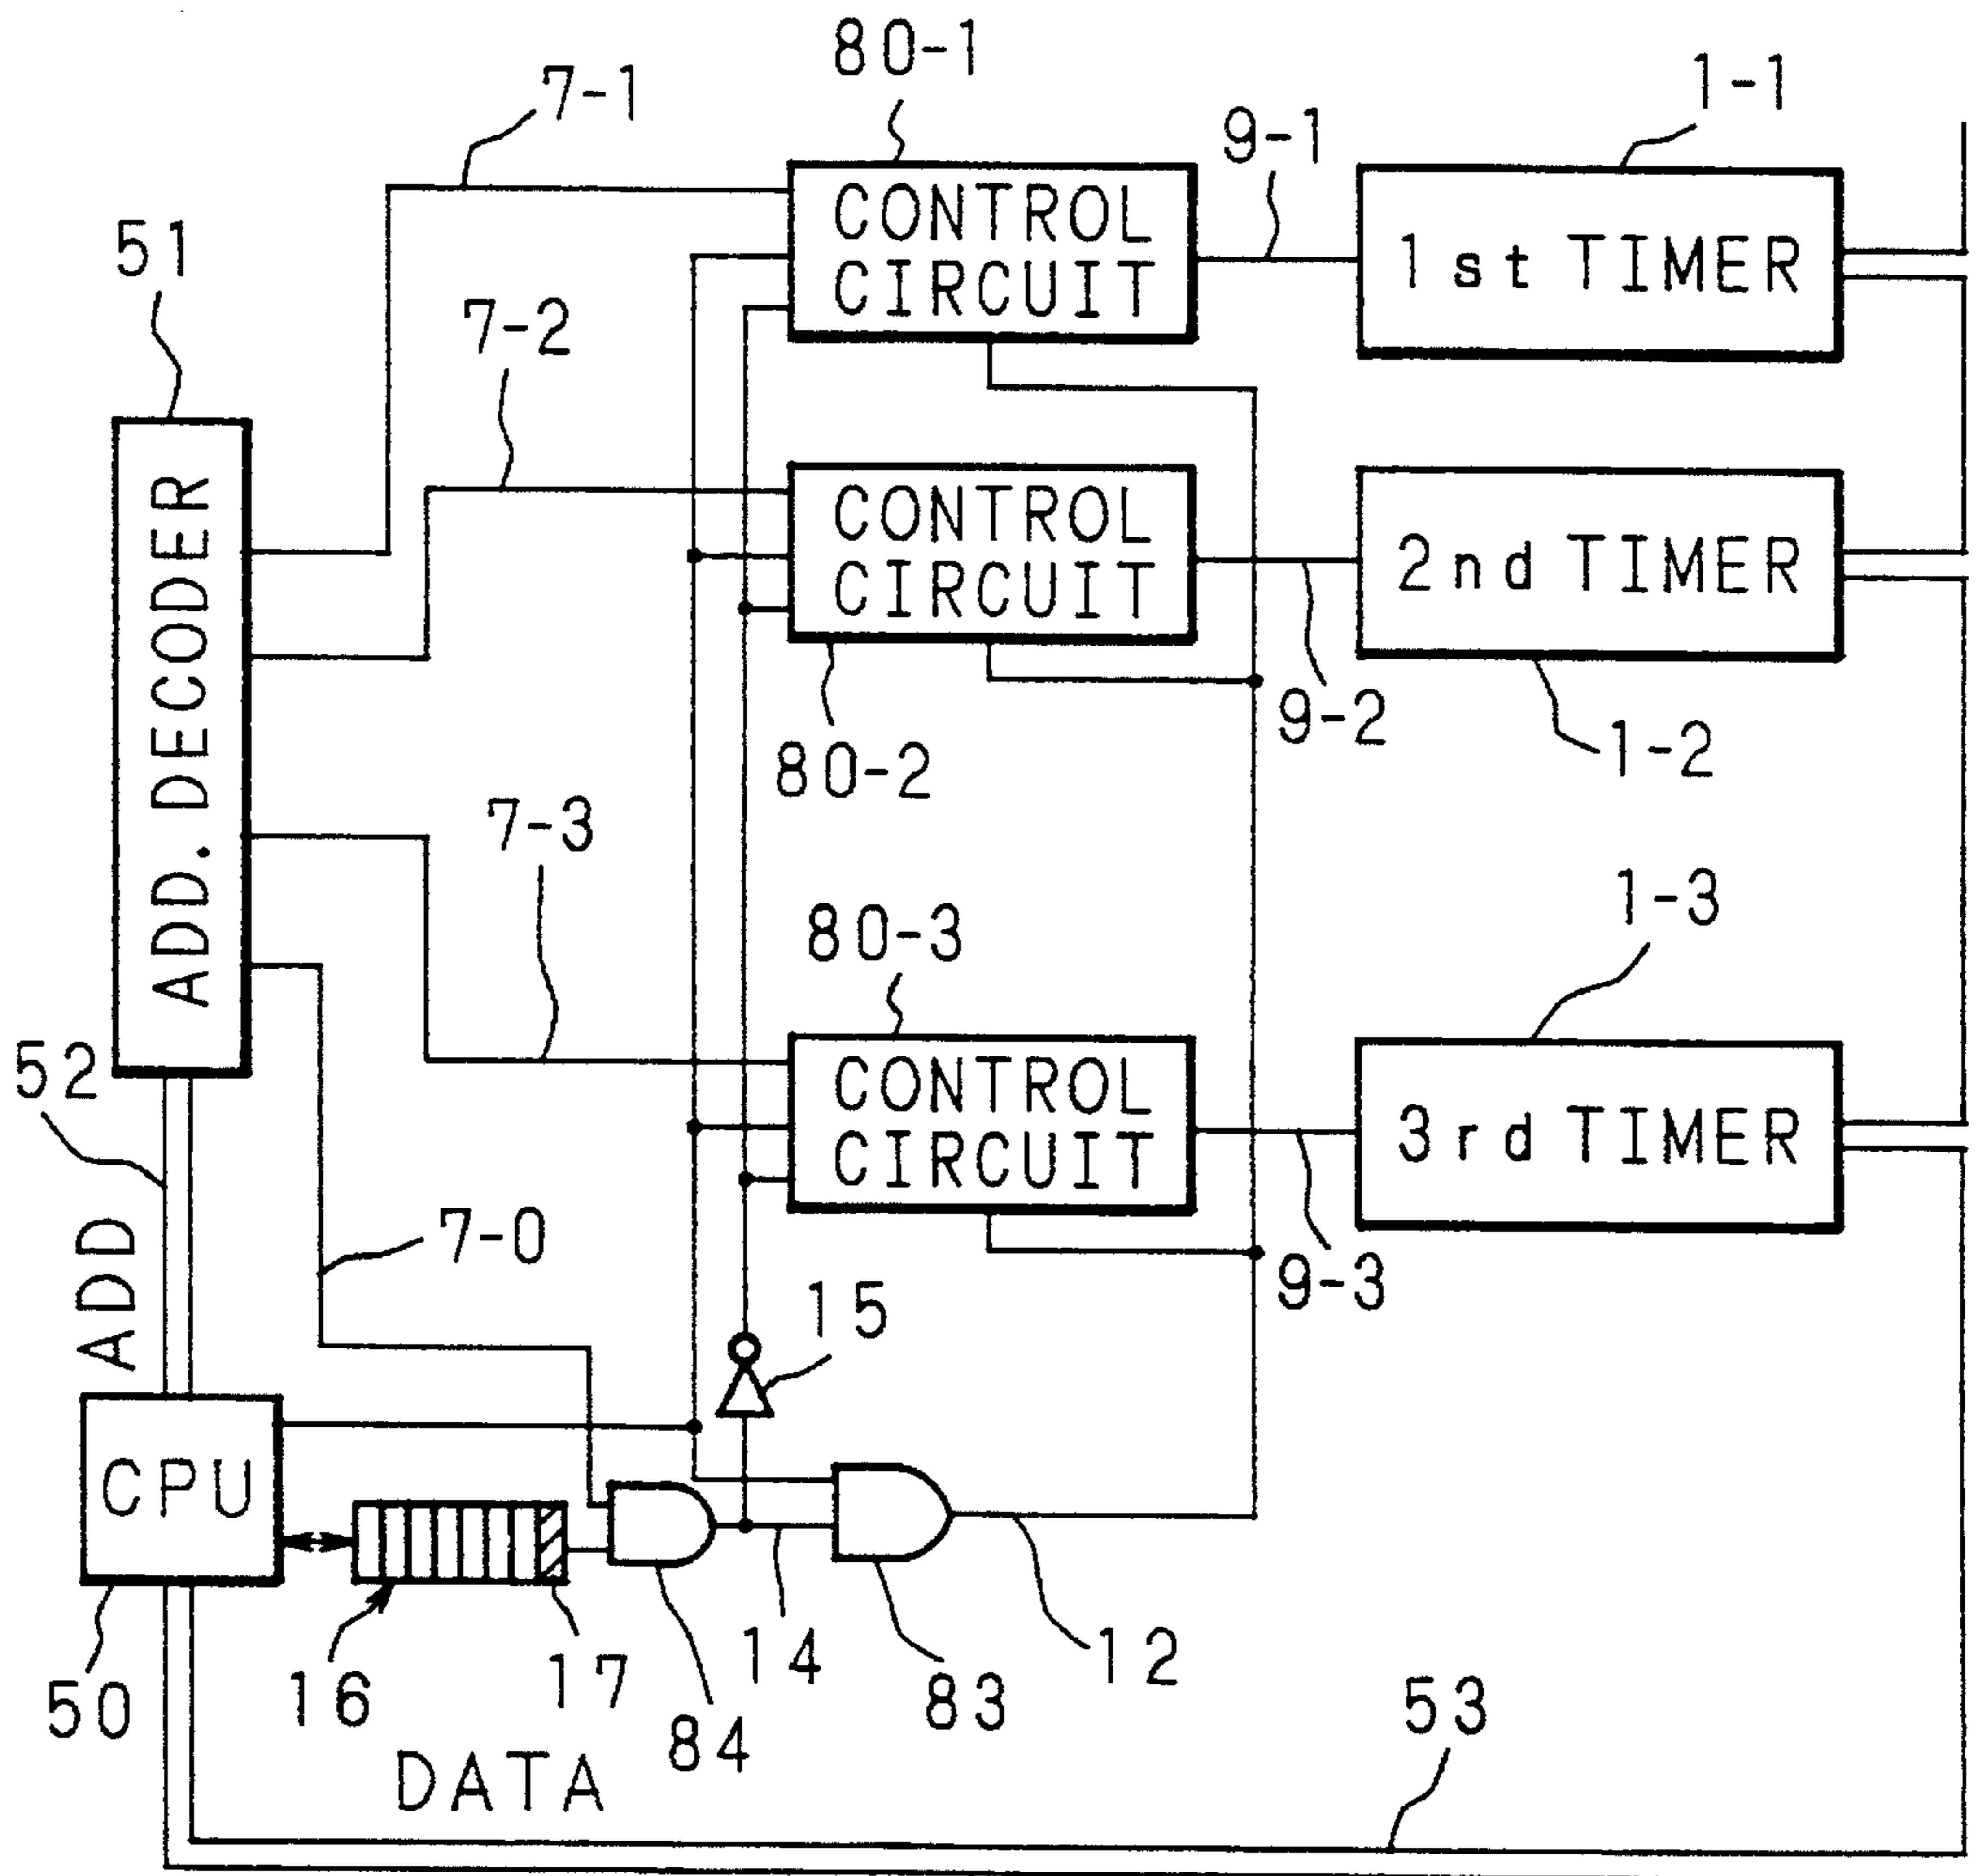 80-1
7-1
1-1
9-1
CONTROL
CIRCUIT
1st TIMER
51
7-2
ADD. DECODER
CONTROL
CIRCUIT
2nd TIMER
9-2
1-2
80-2
7-3
80-3
1-3
52
CONTROL
CIRCUIT
3rd TIMER
7-0
ADD
9-3
15
CPU
50
16
17
14
12
84
83
53
DATA